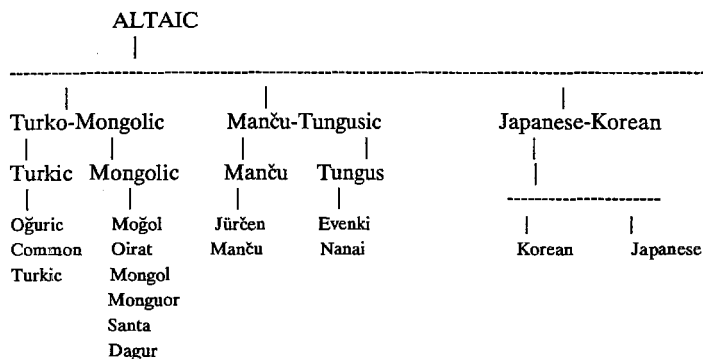 ALTAIC
Turko-Mongolic Manču-Tungusic Japanese-Korean
Turkic Mongolic Manču Tungus
Oğuric Moğol Jürčen Evenki
Common Oirat Manču Nanai Korean Japanese
Turkic Mongol
Monguor
Santa
Dagur